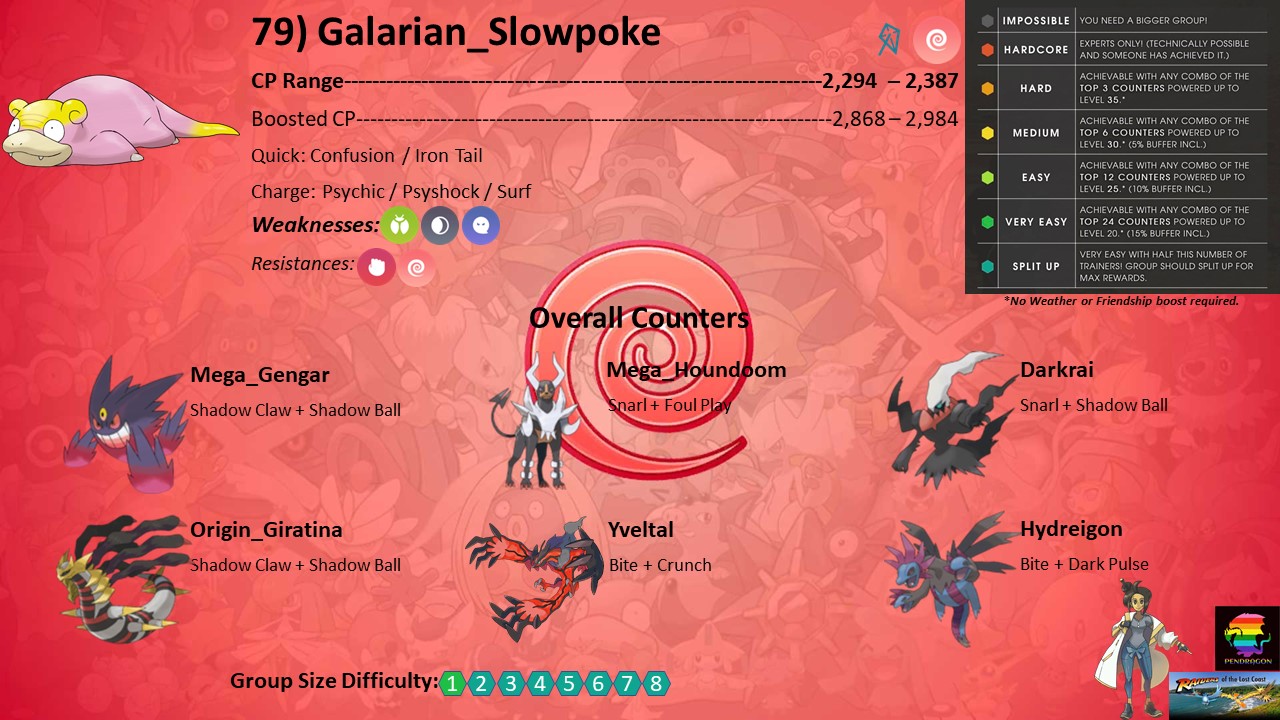 79) Galarian_Slowpoke
CP Range-------------------------------------------------------------------2,294 – 2,387
Boosted CP-------------------------------------------------------------------2,868 – 2,984
Quick: Confusion / Iron Tail
Charge: Psychic / Psyshock / Surf
Weaknesses:
Resistances:
IMPOSSIBLE YOU NEED A BIGGER GROUP!
HARDCORE EXPERTS ONLY! (TECHNICALLY POSSIBLE
AND SOMEONE HAS ACHIEVED IT.)
HARD ACHIEVABLE WITH ANY COMBO OF THE
TOP 3 COUNTERS POWERED UP TO
LEVEL 35.*
MEDIUM ACHIEVABLE WITH ANY COMBO OF THE
TOP 6 COUNTERS POWERED UP TO
LEVEL 30.* (5% BUFFER INCL.)
EASY ACHIEVABLE WITH ANY COMBO OF THE
TOP 12 COUNTERS POWERED UP TO
LEVEL 25.* (10% BUFFER INCL.)
VERY EASY ACHIEVABLE WITH ANY COMBO OF THE
TOP 24 COUNTERS POWERED UP TO
LEVEL 20.* (15% BUFFER INCL.)
SPLIT UP VERY EASY WITH HALF THIS NUMBER OF
TRAINERS! GROUP SHOULD SPLIT UP FOR
MAX REWARDS.
*No Weather or Friendship boost required.
Overall Counters
Mega_Gengar
Shadow Claw + Shadow Ball
Mega_Houndoom
Snarl + Foul Play
Darkrai
Snarl + Shadow Ball
Origin_Giratina
Shadow Claw + Shadow Ball
Yveltal
Bite + Crunch
Hydreigon
Bite + Dark Pulse
Group Size Difficulty: 1 2 3 4 5 6 7 8
PENDRAGON
RAIDERS of the Lost Coast